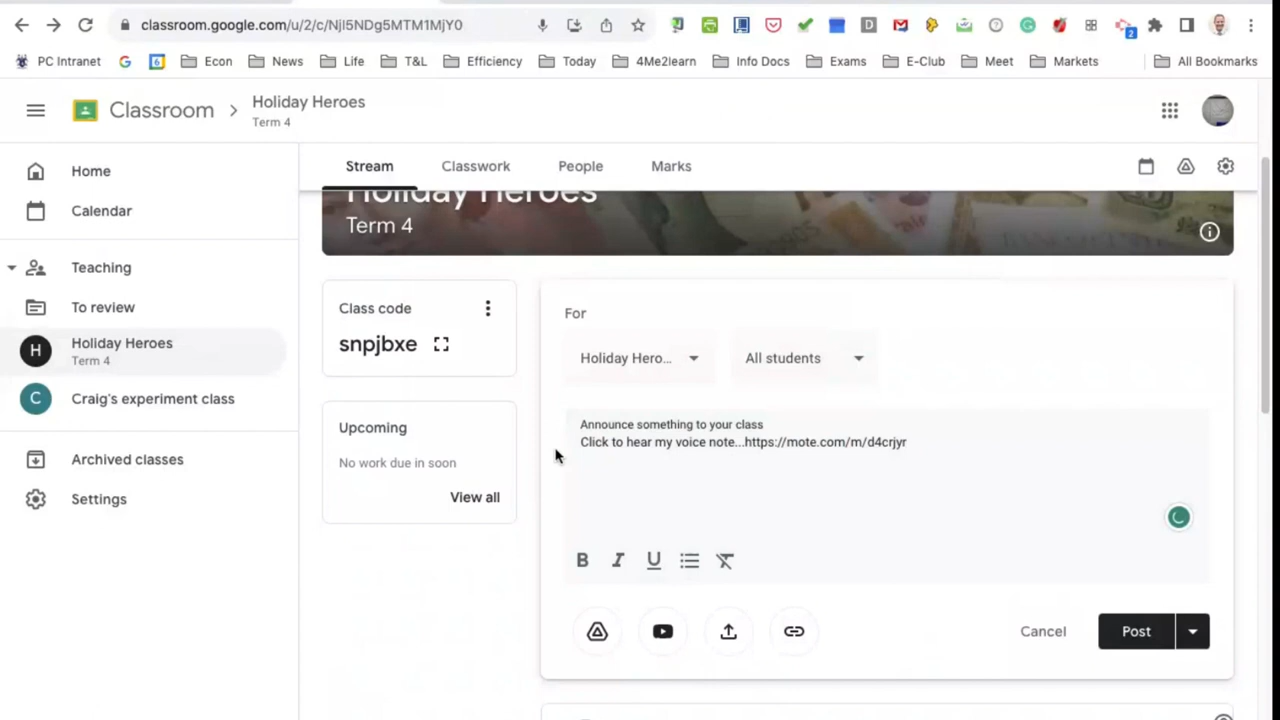 classroom.google.com/u/2/c/NjI5NDg5MTM1MjY0
2
PC Intranet
6
Econ
News
Life
T&L
Efficiency
Today
4Me2learn
Info Docs
Exams
E-Club
Meet
Markets
All Bookmarks
Classroom
Holiday Heroes
Term 4
Home
Calendar
Teaching
To review
H
Holiday Heroes
Term 4
C
Craig's experiment class
Archived classes
Settings
Stream
Classwork
People
Marks
Holiday Heroes
Term 4
Class code
snpjbxe
Upcoming
No work due in soon
View all
For
Holiday Hero...
All students
Announce something to your class
Click to hear my voice note...https://mote.com/m/d4crjyr
B I U
Cancel
Post